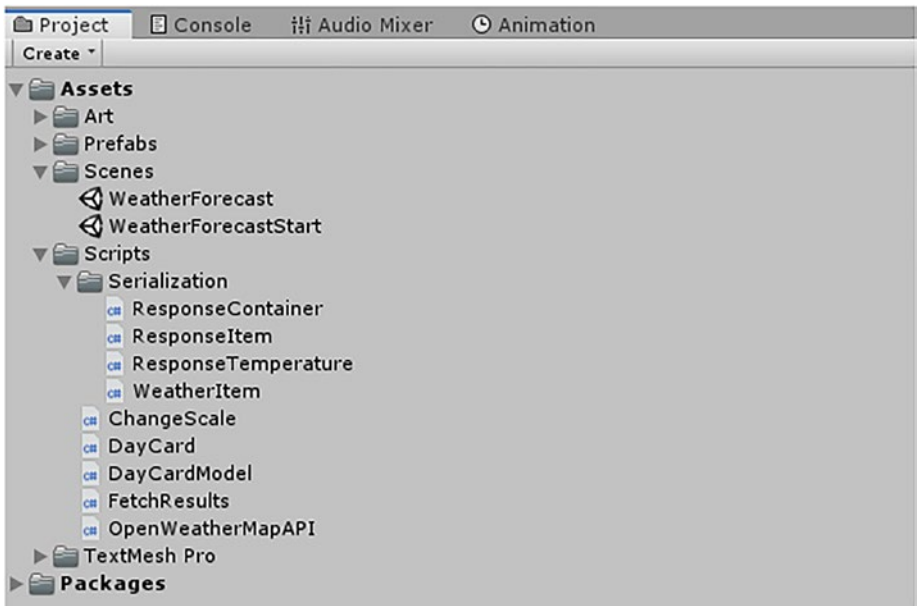 Project Console Audio Mixer Animation
Create
Assets
Art
Prefabs
Scenes
WeatherForecast
WeatherForecastStart
Scripts
Serialization
C# ResponseContainer
C# ResponseItem
C# ResponseTemperature
C# WeatherItem
C# ChangeScale
C# DayCard
C# DayCardModel
C# FetchResults
C# OpenWeatherMapAPI
TextMesh Pro
Packages